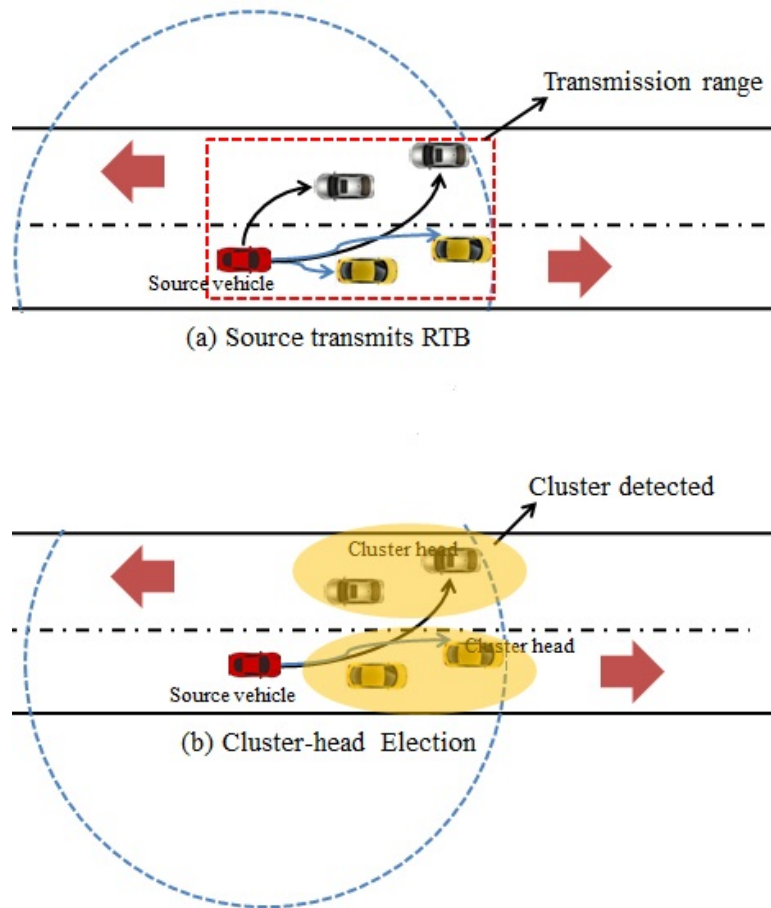 Transmission range
Source vehicle
(a) Source transmits RTB
Cluster detected
Cluster head
Cluster head
Source vehicle
(b) Cluster-head Election